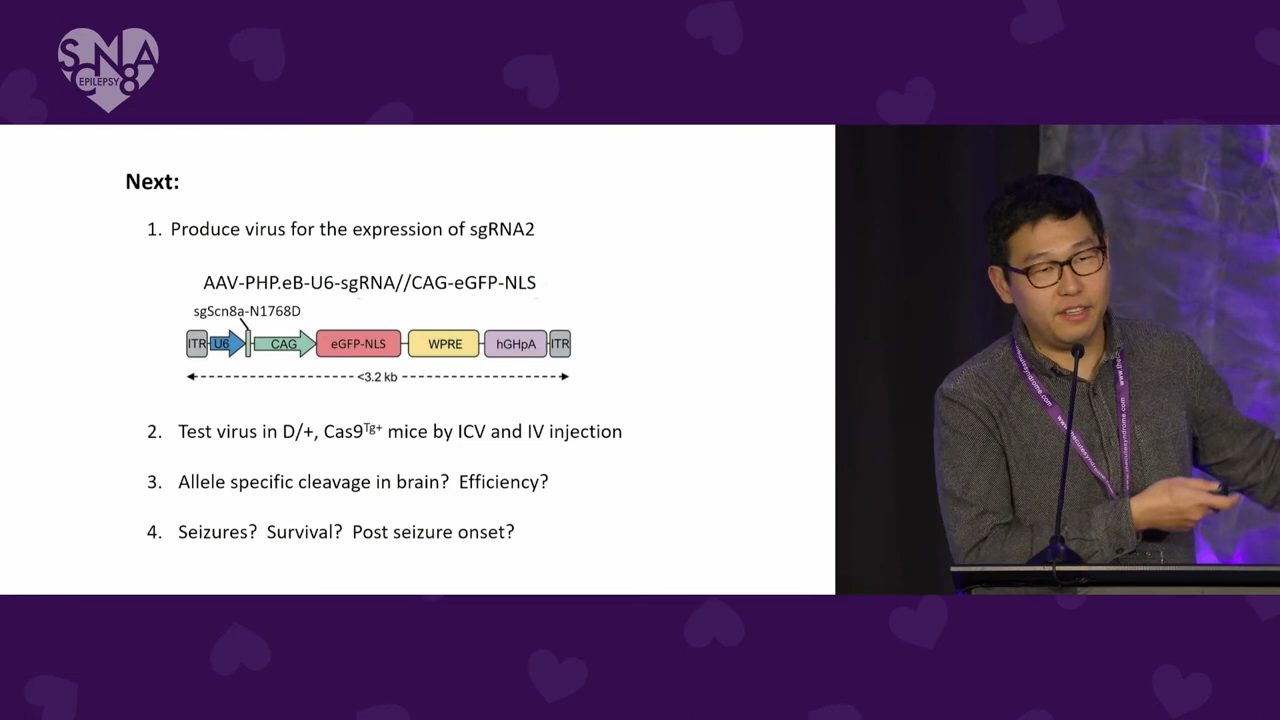 SCN8A
EPILEPSY
Next:
1. Produce virus for the expression of sgRNA2
AAV-PHP.eB-U6-sgRNA//CAG-eGFP-NLS
sgScn8a-N1768D
ITR U6 CAG eGFP-NLS WPRE hGHpA ITR
<3.2 kb
2. Test virus in D/+, Cas9Tg+ mice by ICV and IV injection
3. Allele specific cleavage in brain? Efficiency?
4. Seizures? Survival? Post seizure onset?